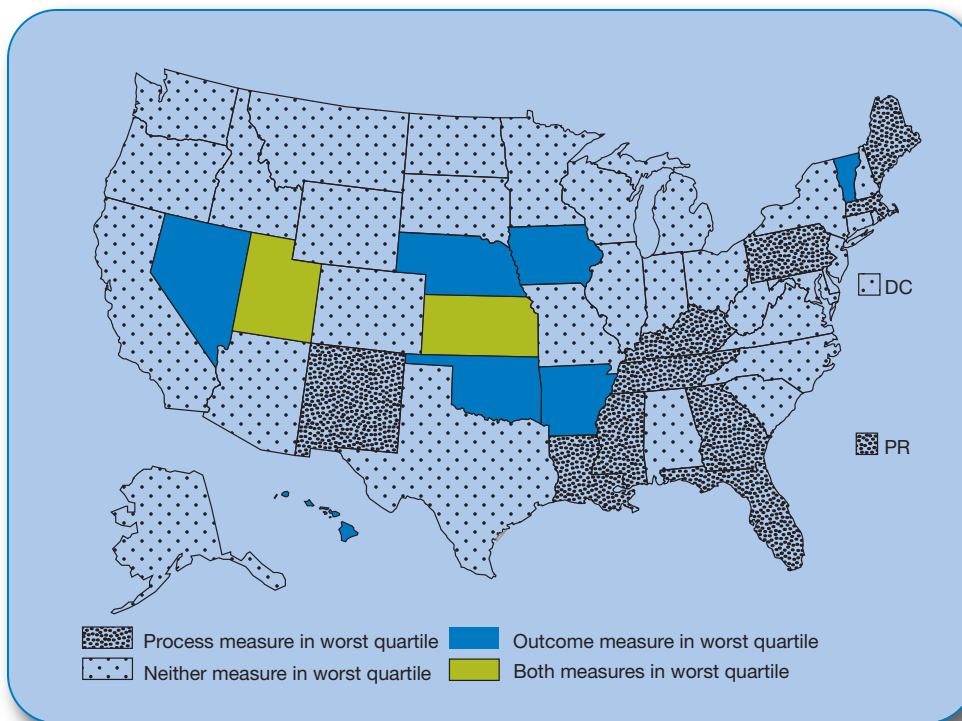 DC
PR
Process measure in worst quartile
Outcome measure in worst quartile
Neither measure in worst quartile
Both measures in worst quartile